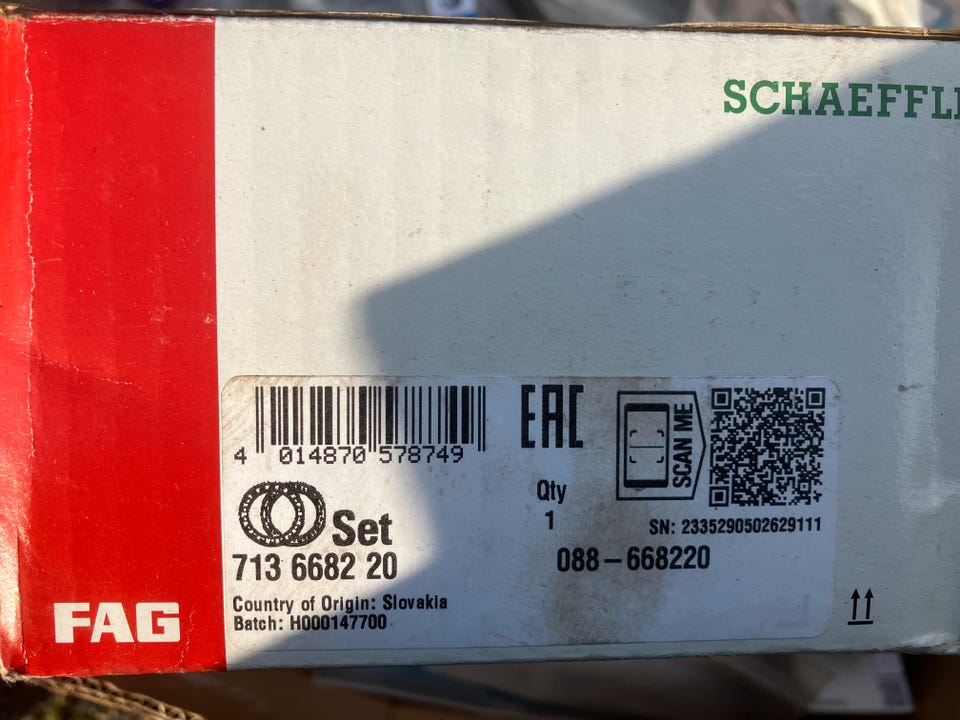 SCHAEFFL
4 014870 578749
EAC
SCAN ME
Qty
1
Set
SN: 2335290502629111
713 6682 20
088-668220
Country of Origin: Slovakia
Batch: H000147700
FAG